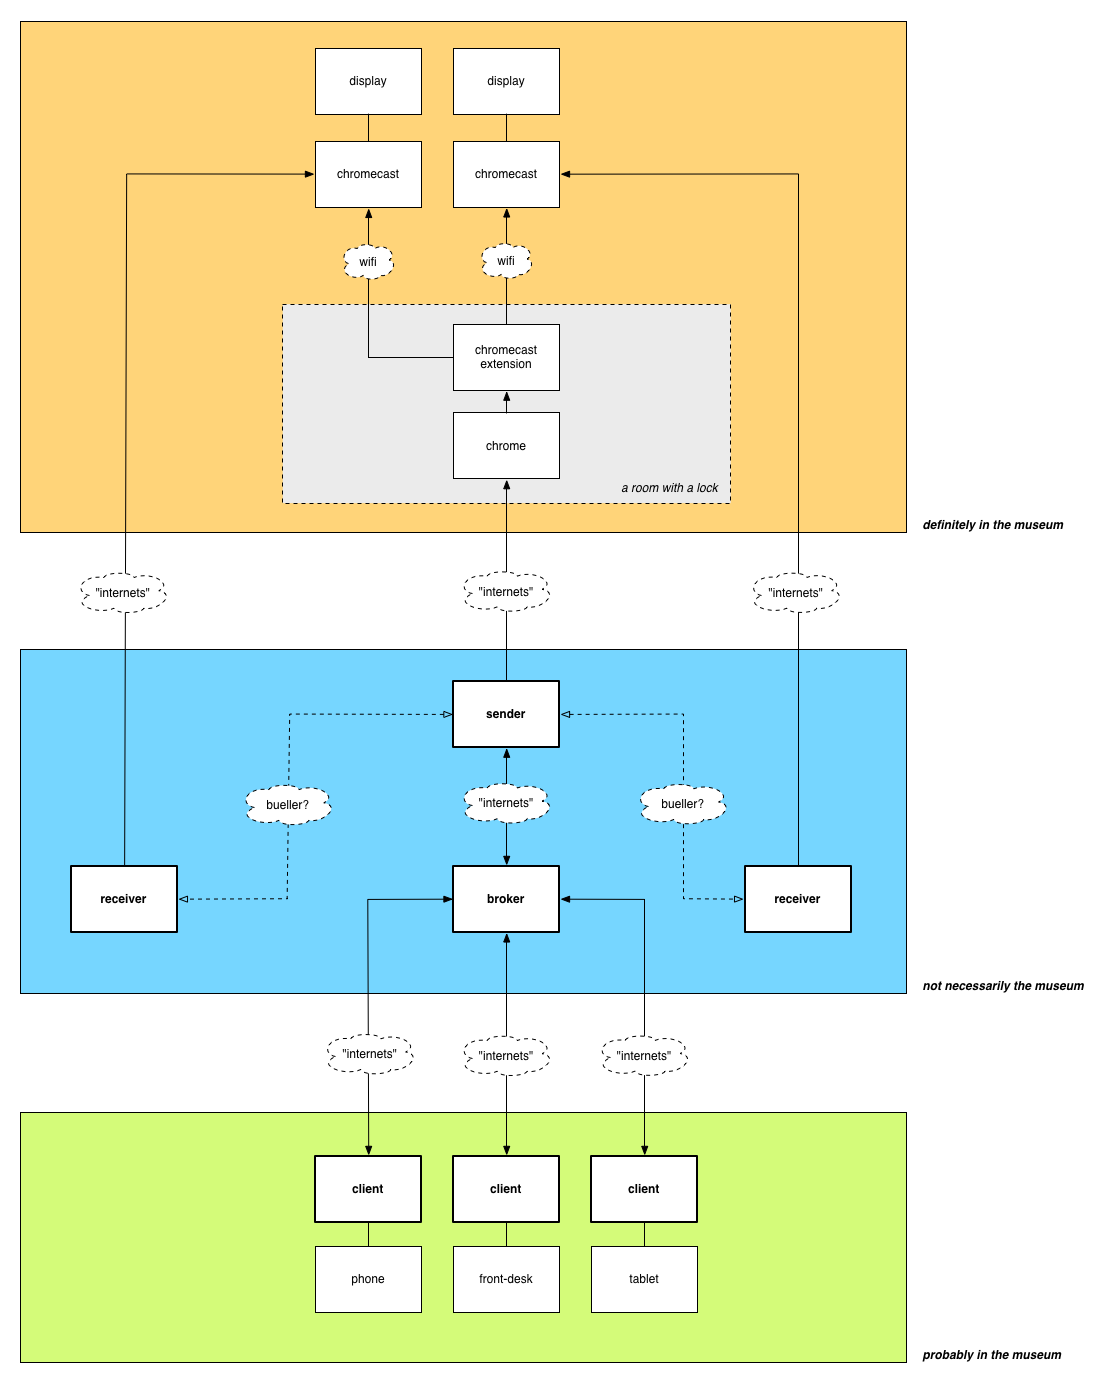 display
display
chromecast
chromecast
wifi
wifi
chromecast
extension
chrome
a room with a lock
definitely in the museum
"internets"
"internets"
"internets"
sender
bueller?
"internets"
bueller?
receiver
broker
receiver
not necessarily the museum
"internets"
"internets"
"internets"
client
client
client
phone
front-desk
tablet
probably in the museum